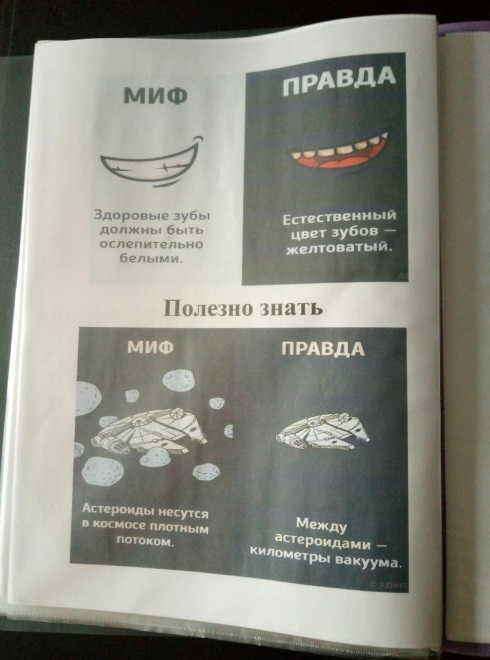 МИФ
Здоровые зубы
должны быть
ослепительно
белыми.
ПРАВДА
Естественный
цвет зубов —
желтоватый.
Полезно знать
МИФ
Астероиды несутся
в космосе плотным
потоком.
ПРАВДА
Между
астероидами —
километры вакуума.